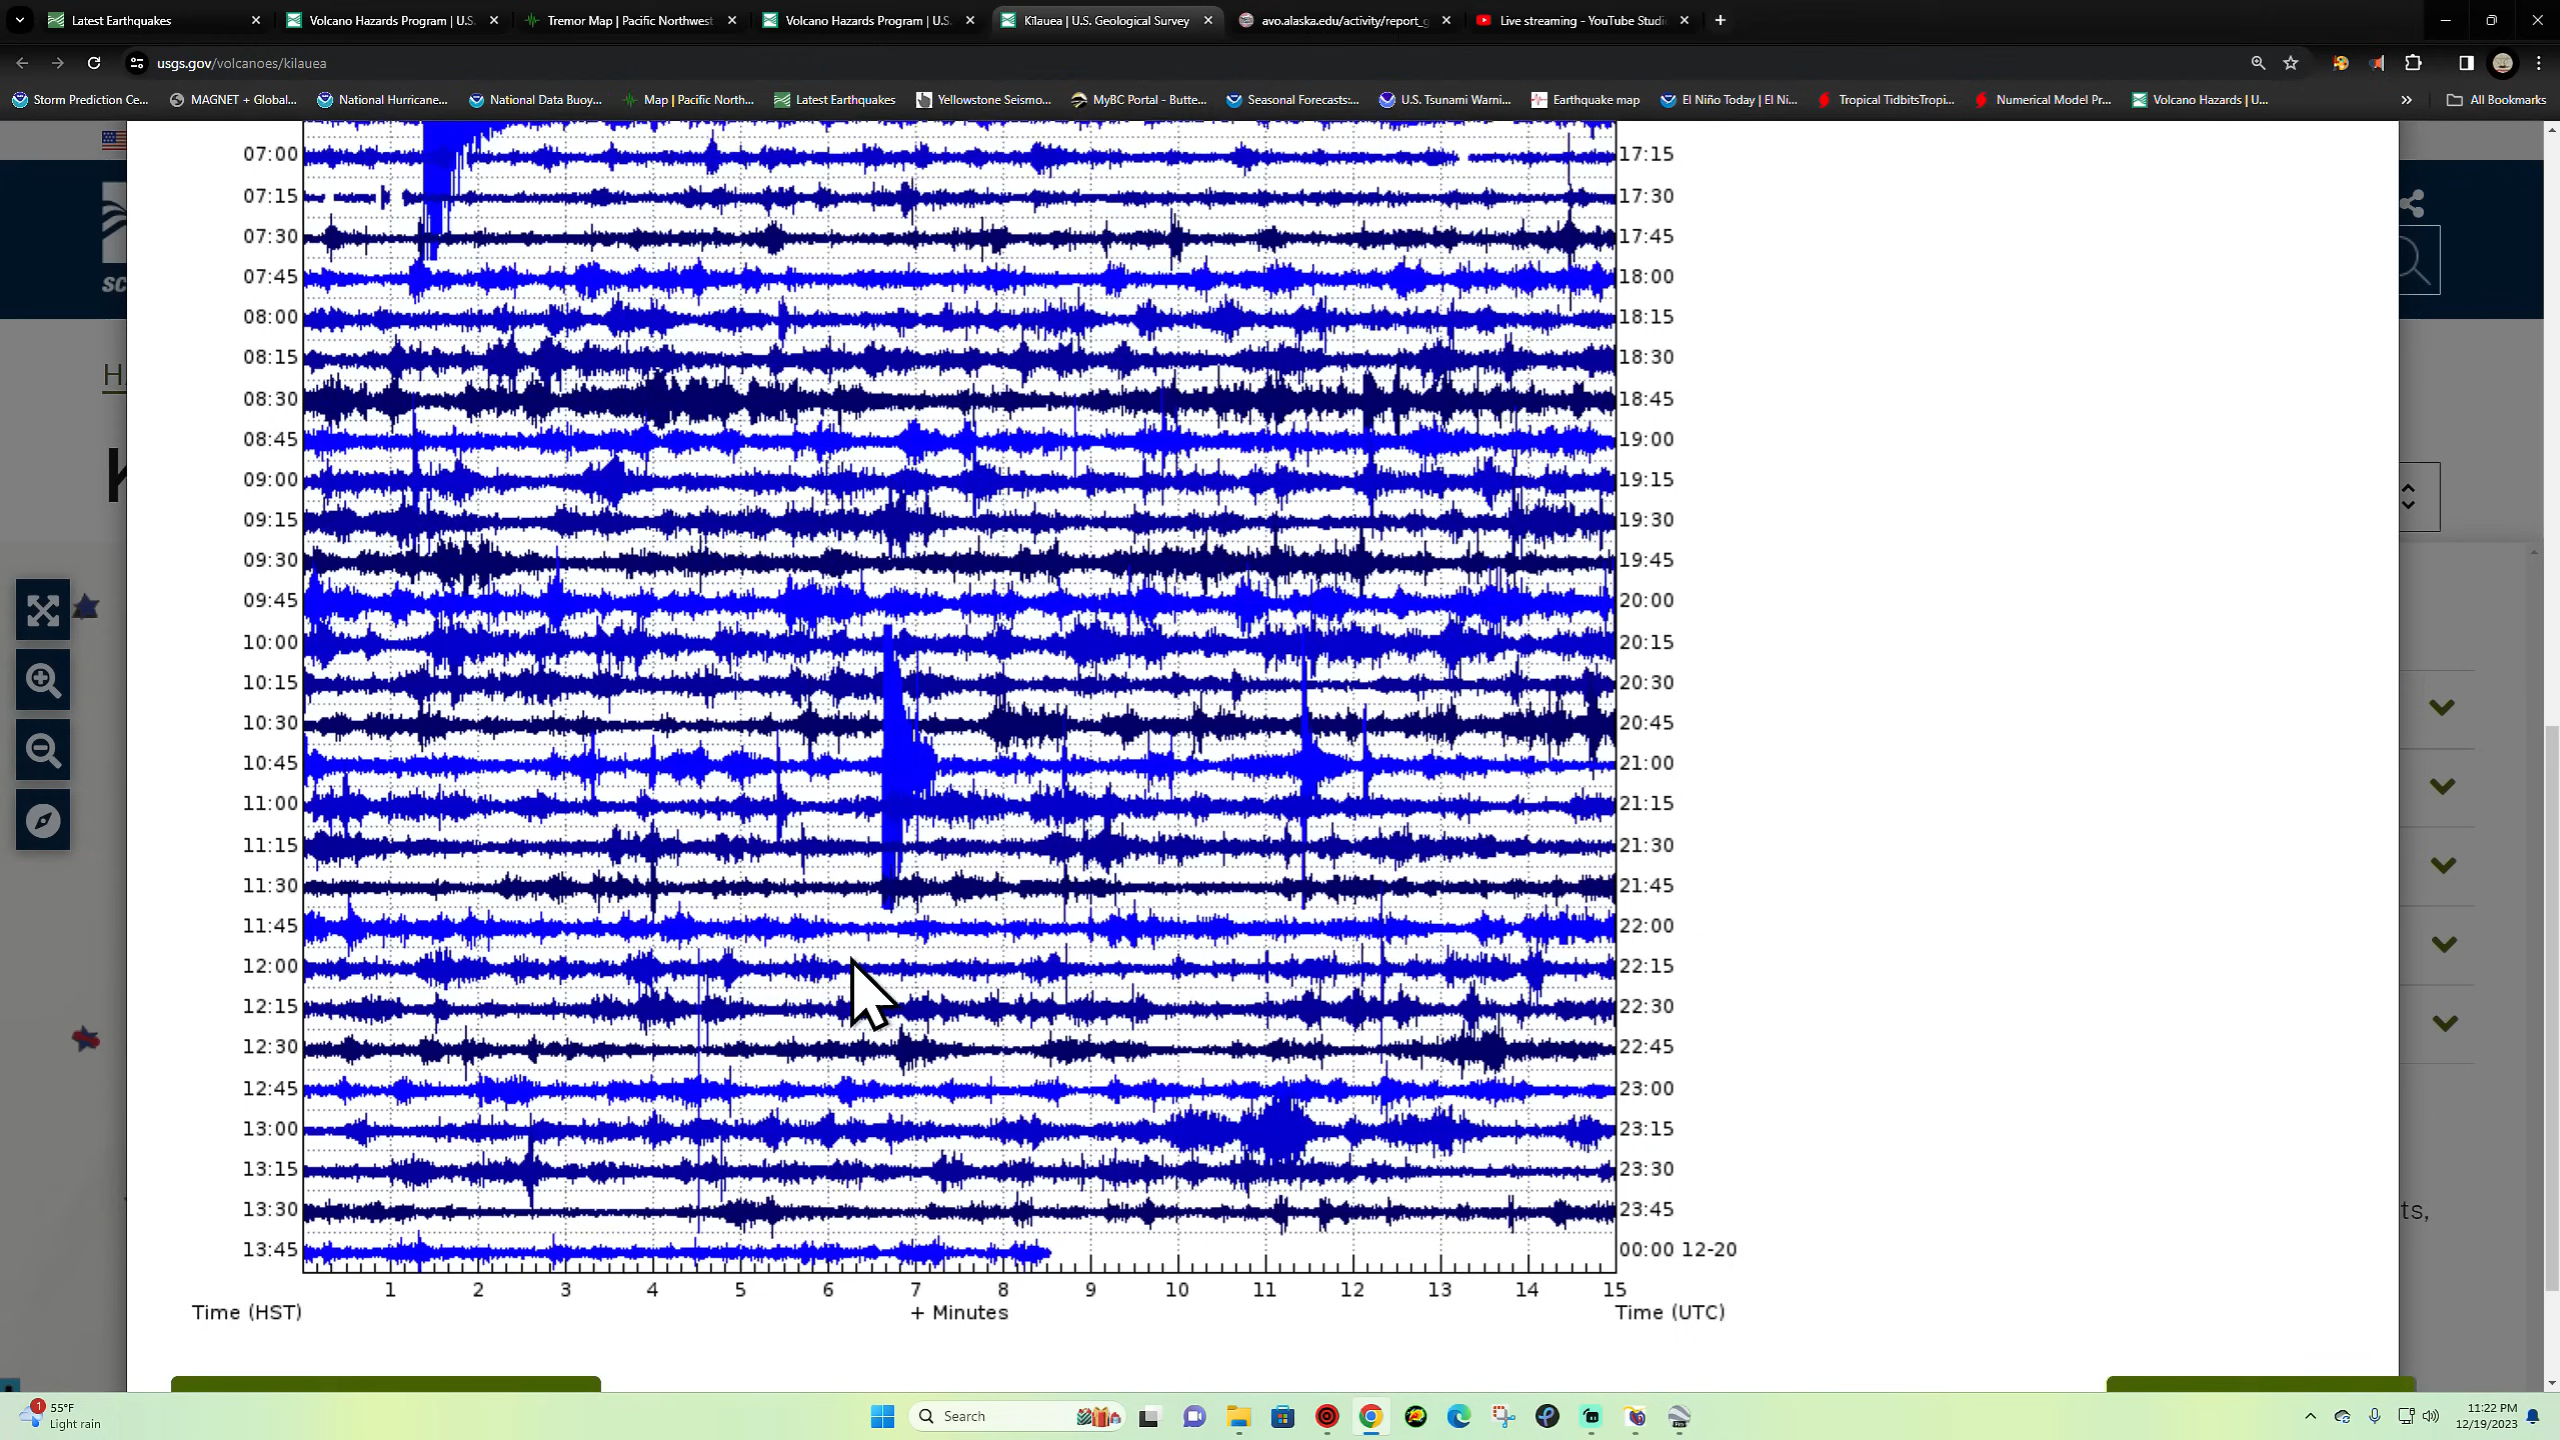 Latest Earthquakes
Volcano Hazards Program | U.S.
Tremor Map | Pacific Northwest
Volcano Hazards Program | U.S.
Kīlauea | U.S. Geological Survey
avo.alaska.edu/activity/report_g
Live streaming - YouTube Studi
usgs.gov/volcanoes/kilauea
Storm Prediction Ce...
MAGNET + Global...
National Hurricane...
National Data Buoy...
Map | Pacific North...
Latest Earthquakes
Yellowstone Seismo...
MyBC Portal - Butte...
Seasonal Forecasts:...
U.S. Tsunami Warni...
Earthquake map
El Niño Today | El Ni...
Tropical TidbitsTropi...
Numerical Model Pr...
Volcano Hazards | U...
All Bookmarks
sc
H
K
07:00 17:15
07:15 17:30
07:30 17:45
07:45 18:00
08:00 18:15
08:15 18:30
08:30 18:45
08:45 19:00
09:00 19:15
09:15 19:30
09:30 19:45
09:45 20:00
10:00 20:15
10:15 20:30
10:30 20:45
10:45 21:00
11:00 21:15
11:15 21:30
11:30 21:45
11:45 22:00
12:00 22:15
12:15 22:30
12:30 22:45
12:45 23:00
13:00 23:15
13:15 23:30
13:30 23:45
ts,
13:45 00:00 12-20
1 2 3 4 5 6 7 8 9 10 11 12 13 14 15
Time (HST) + Minutes Time (UTC)
1
55°F
Light rain
Search
11:22 PM
12/19/2023